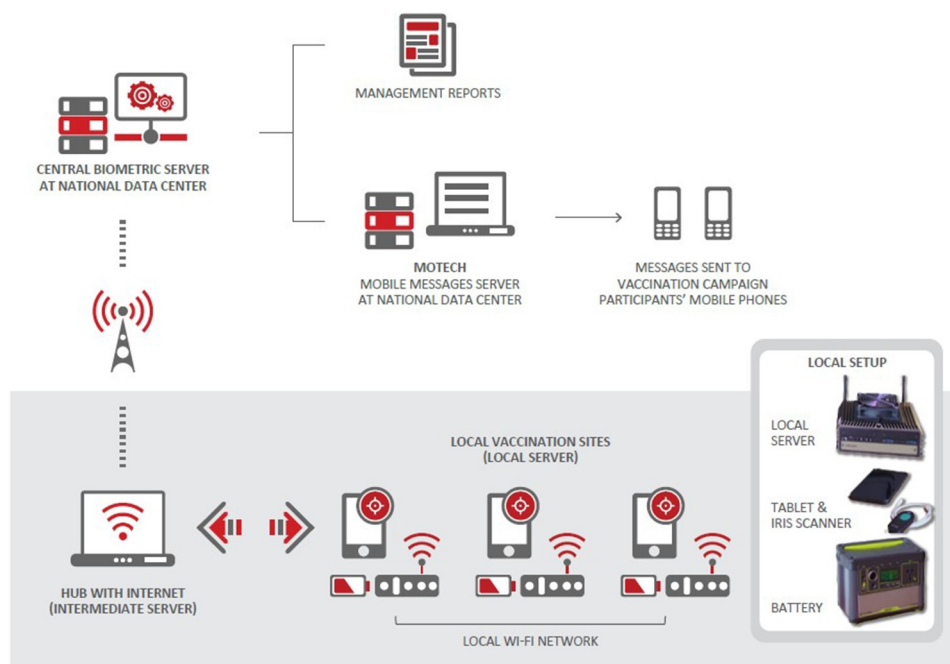 MANAGEMENT REPORTS
CENTRAL BIOMETRIC SERVER
AT NATIONAL DATA CENTER
MOTECH
MOBILE MESSAGES SERVER
AT NATIONAL DATA CENTER
MESSAGES SENT TO
VACCINATION CAMPAIGN
PARTICIPANTS' MOBILE PHONES
LOCAL SETUP
LOCAL
SERVER
TABLET &
IRIS SCANNER
BATTERY
LOCAL VACCINATION SITES
(LOCAL SERVER)
HUB WITH INTERNET
(INTERMEDIATE SERVER)
LOCAL WI-FI NETWORK